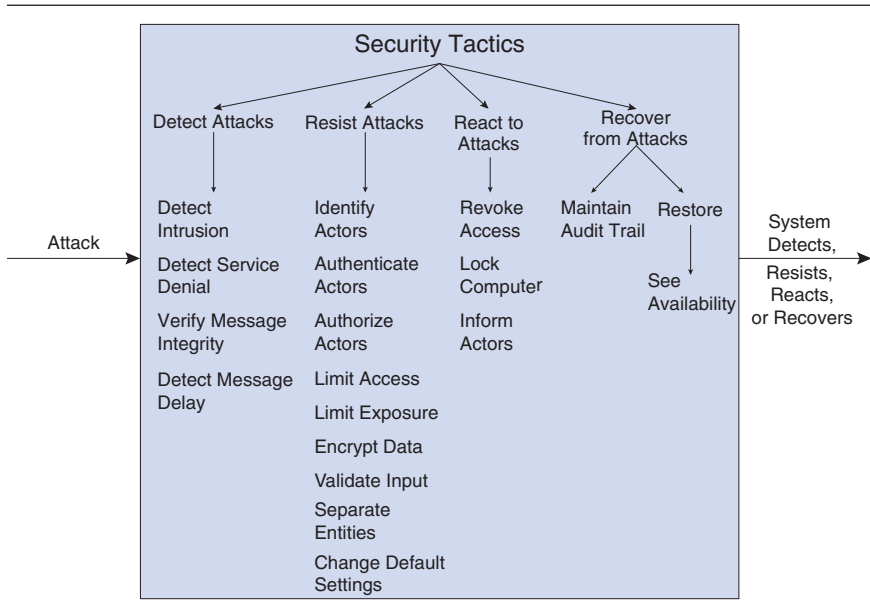 Security Tactics
Detect Attacks
Resist Attacks
React to
Attacks
Recover
from Attacks
Detect
Intrusion
Detect Service
Denial
Verify Message
Integrity
Detect Message
Delay
Identify
Actors
Authenticate
Actors
Authorize
Actors
Limit Access
Limit Exposure
Encrypt Data
Validate Input
Separate
Entities
Change Default
Settings
Revoke
Access
Lock
Computer
Inform
Actors
Maintain
Audit Trail
Restore
See
Availability
Attack
System
Detects,
Resists,
Reacts,
or Recovers